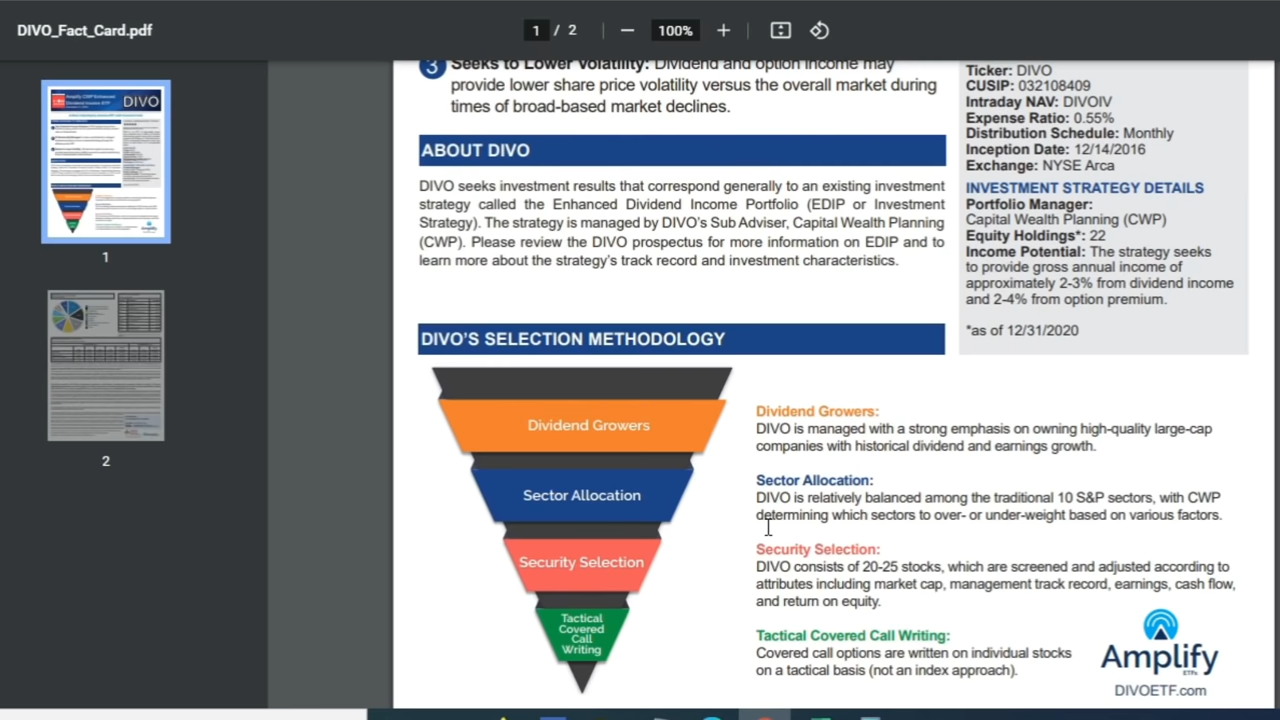 DIVO_Fact_Card.pdf
1 / 2
100%
1
2
3 Seeks to Lower Volatility: Dividend and option income may
provide lower share price volatility versus the overall market during
times of broad-based market declines.
ABOUT DIVO
DIVO seeks investment results that correspond generally to an existing investment
strategy called the Enhanced Dividend Income Portfolio (EDIP or Investment
Strategy). The strategy is managed by DIVO's Sub Adviser, Capital Wealth Planning
(CWP). Please review the DIVO prospectus for more information on EDIP and to
learn more about the strategy's track record and investment characteristics.
Ticker: DIVO
CUSIP: 032108409
Intraday NAV: DIVOIV
Expense Ratio: 0.55%
Distribution Schedule: Monthly
Inception Date: 12/14/2016
Exchange: NYSE Arca
INVESTMENT STRATEGY DETAILS
Portfolio Manager:
Capital Wealth Planning (CWP)
Equity Holdings*: 22
Income Potential: The strategy seeks
to provide gross annual income of
approximately 2-3% from dividend income
and 2-4% from option premium.
*as of 12/31/2020
DIVO'S SELECTION METHODOLOGY
Dividend Growers
Sector Allocation
Security Selection
Tactical
Covered
Call
Writing
Dividend Growers:
DIVO is managed with a strong emphasis on owning high-quality large-cap
companies with historical dividend and earnings growth.
Sector Allocation:
DIVO is relatively balanced among the traditional 10 S&P sectors, with CWP
determining which sectors to over- or under-weight based on various factors.
Security Selection:
DIVO consists of 20-25 stocks, which are screened and adjusted according to
attributes including market cap, management track record, earnings, cash flow,
and return on equity.
Tactical Covered Call Writing:
Covered call options are written on individual stocks
on a tactical basis (not an index approach).
Amplify
ETFs
DIVOETF.com